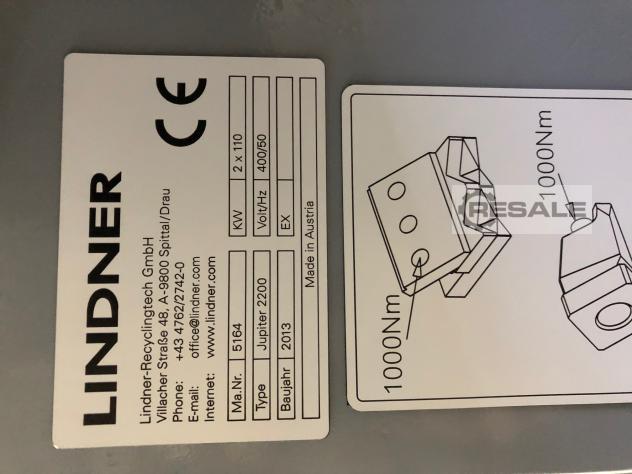 LINDNER
CE
Lindner-Recyclingtech GmbH
Villacher Straße 48, A-9800 Spittal/Drau
Phone: +43 4762/2742-0
E-mail: office@lindner.com
Internet: www.lindner.com
Ma.Nr. 5164 KW 2 x 110
Type Jupiter 2200 Volt/Hz 400/50
Baujahr 2013 EX
Made in Austria
1000Nm
1000Nm
RESALE